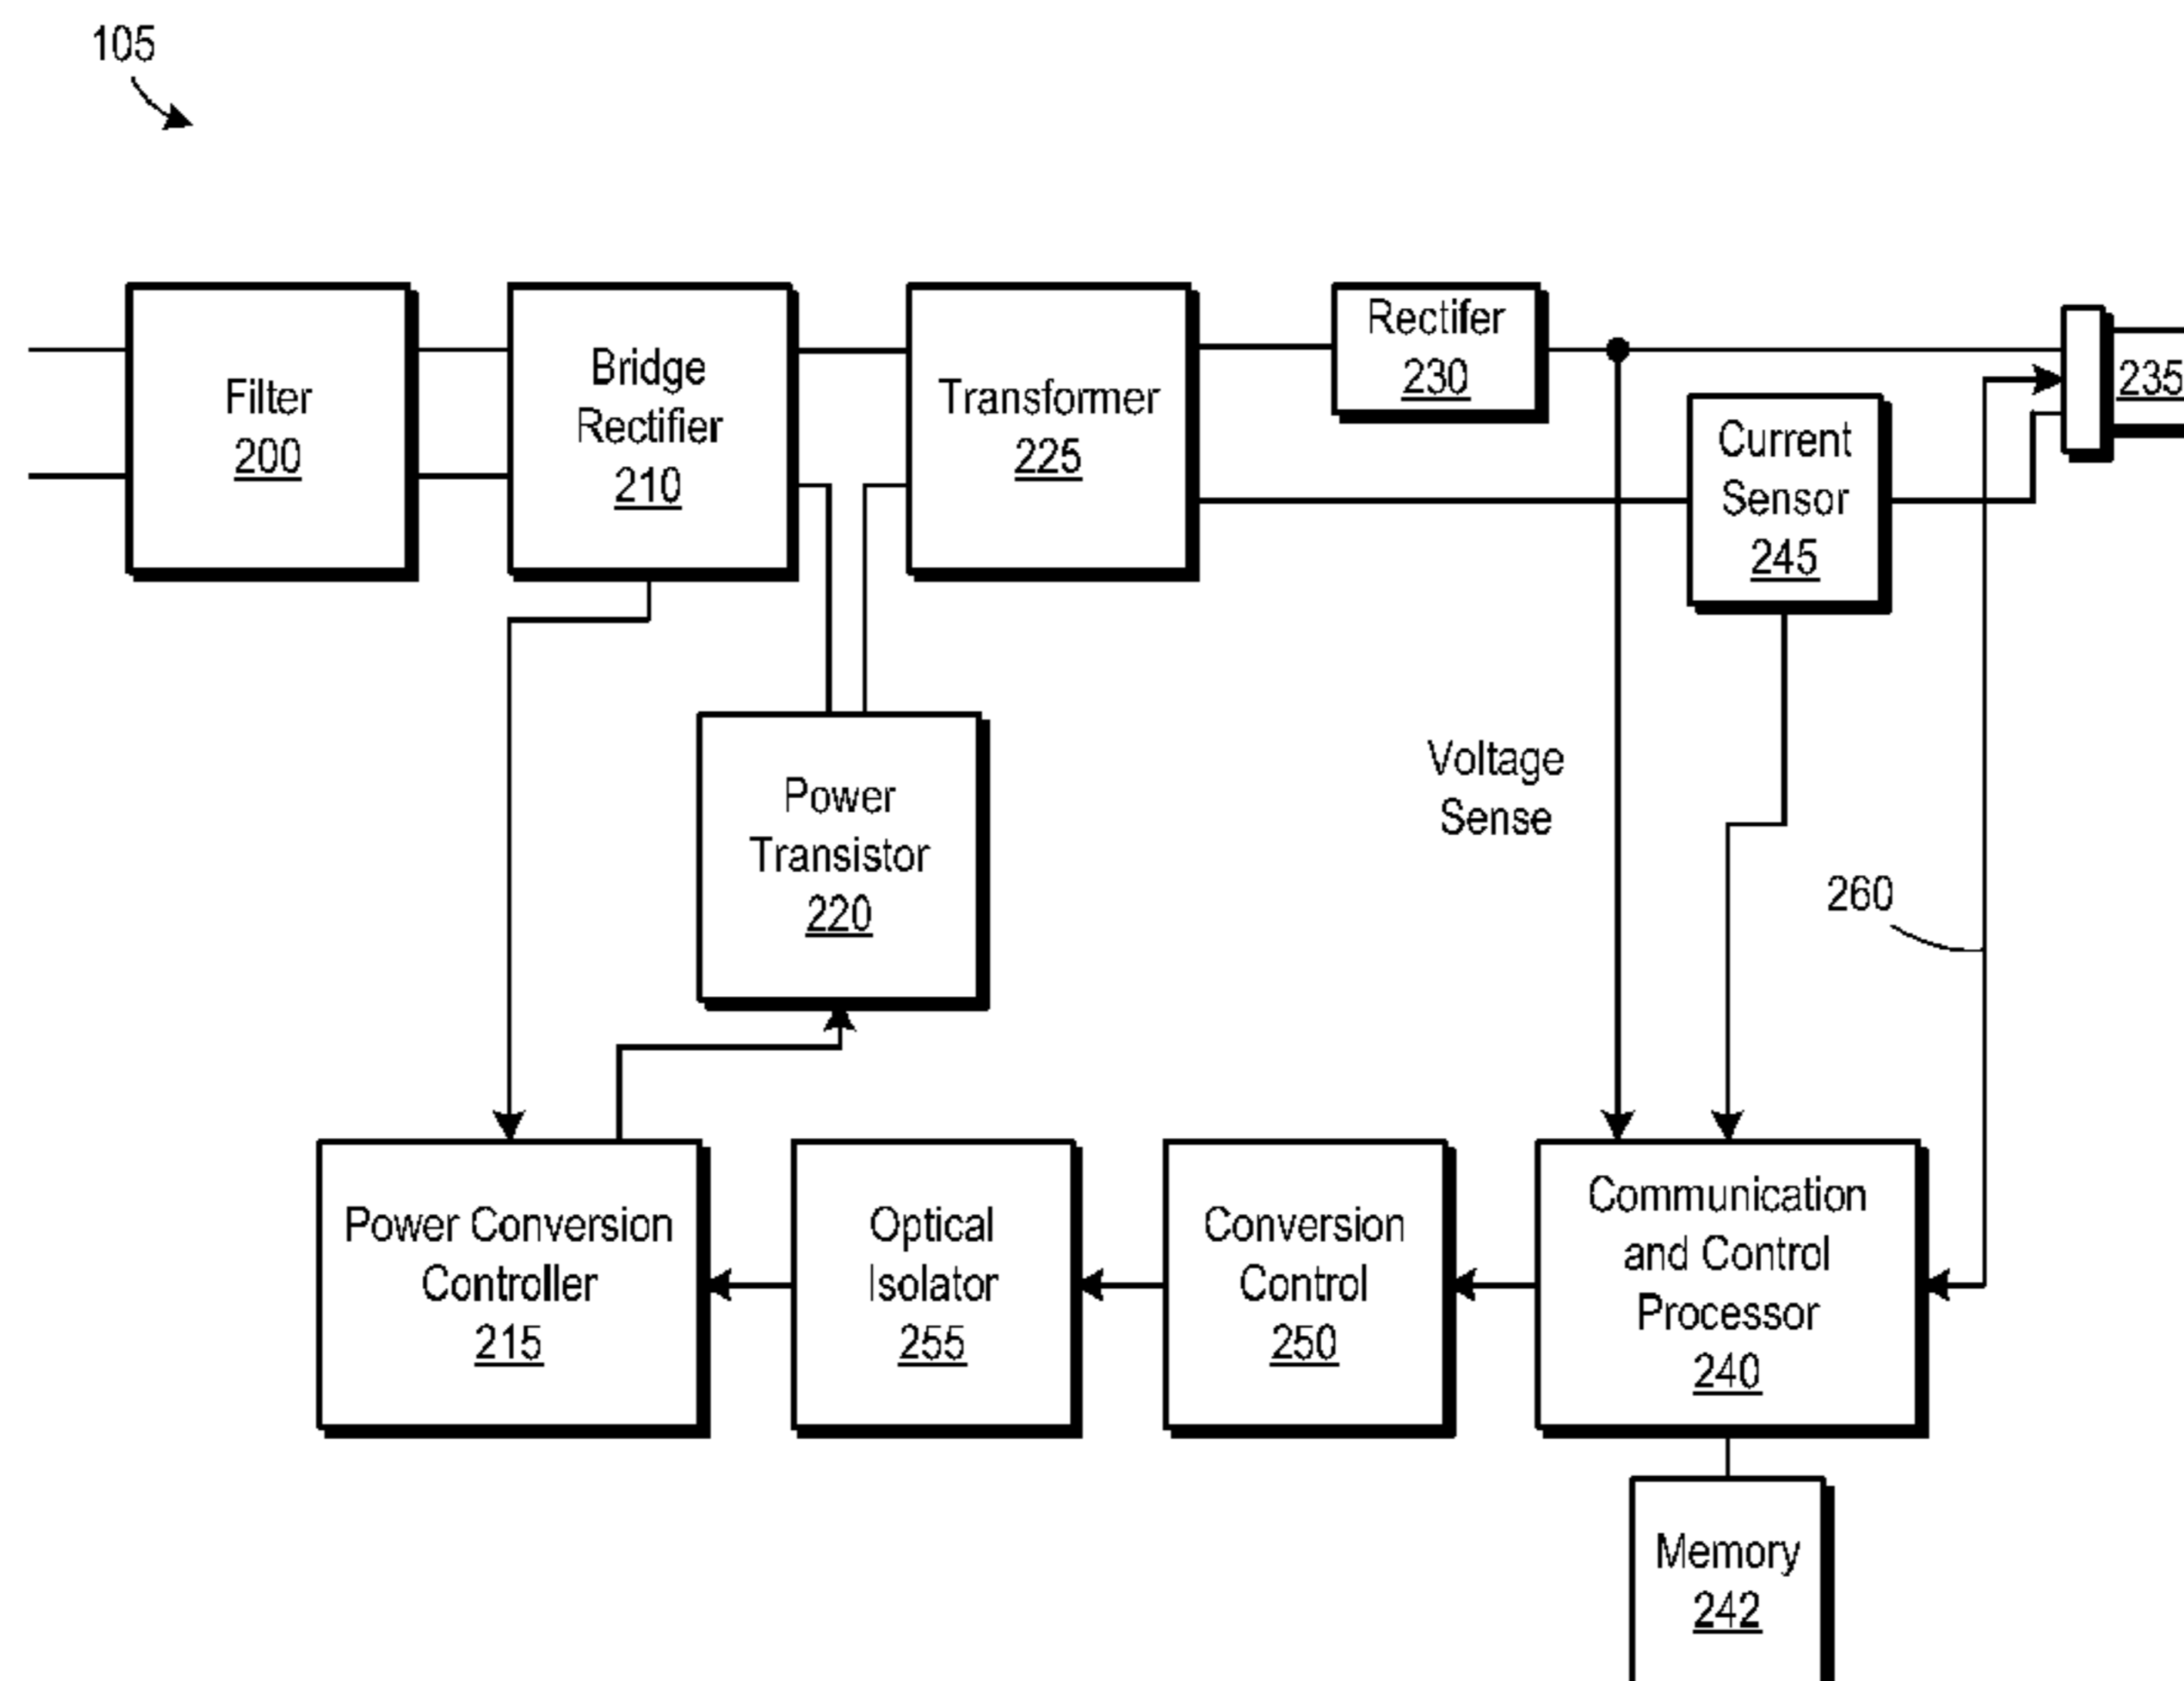 105
Filter
200
Bridge
Rectifier
210
Transformer
225
Rectifer
230
235
Current
Sensor
245
Power
Transistor
220
Voltage
Sense
260
Power Conversion
Controller
215
Optical
Isolator
255
Conversion
Control
250
Communication
and Control
Processor
240
Memory
242